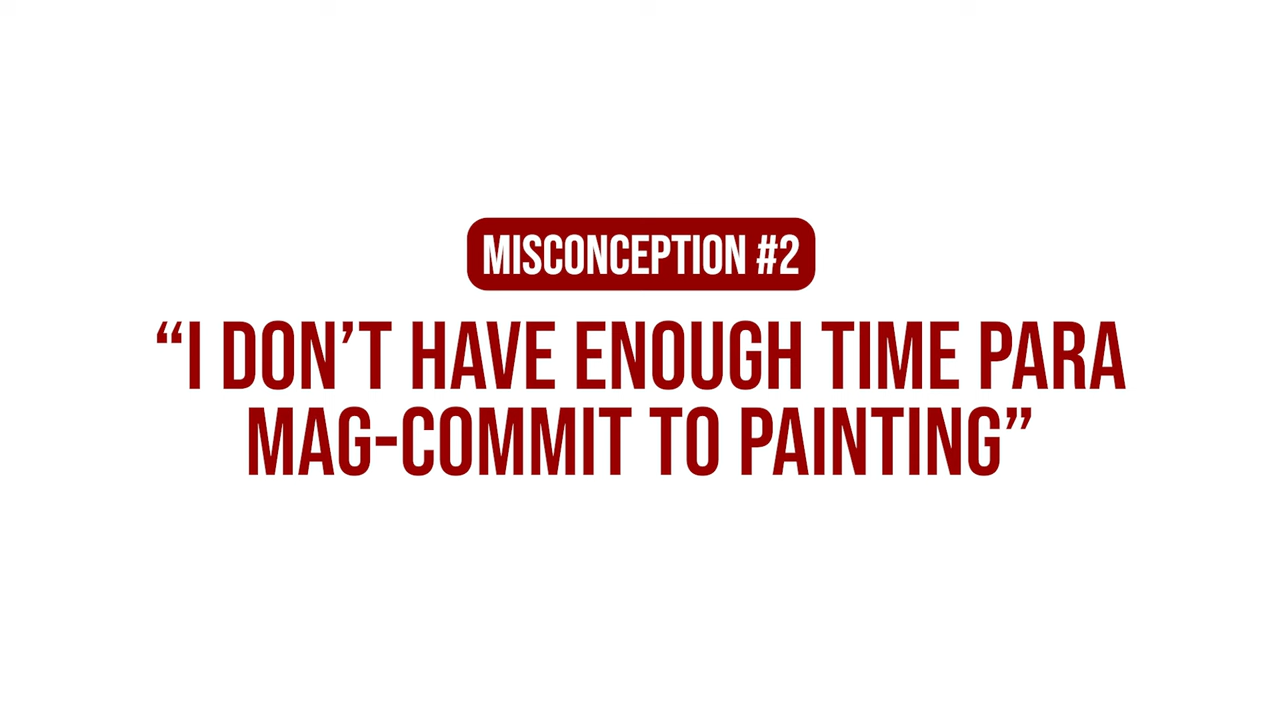 MISCONCEPTION #2
“I DON’T HAVE ENOUGH TIME PARA
MAG-COMMIT TO PAINTING”